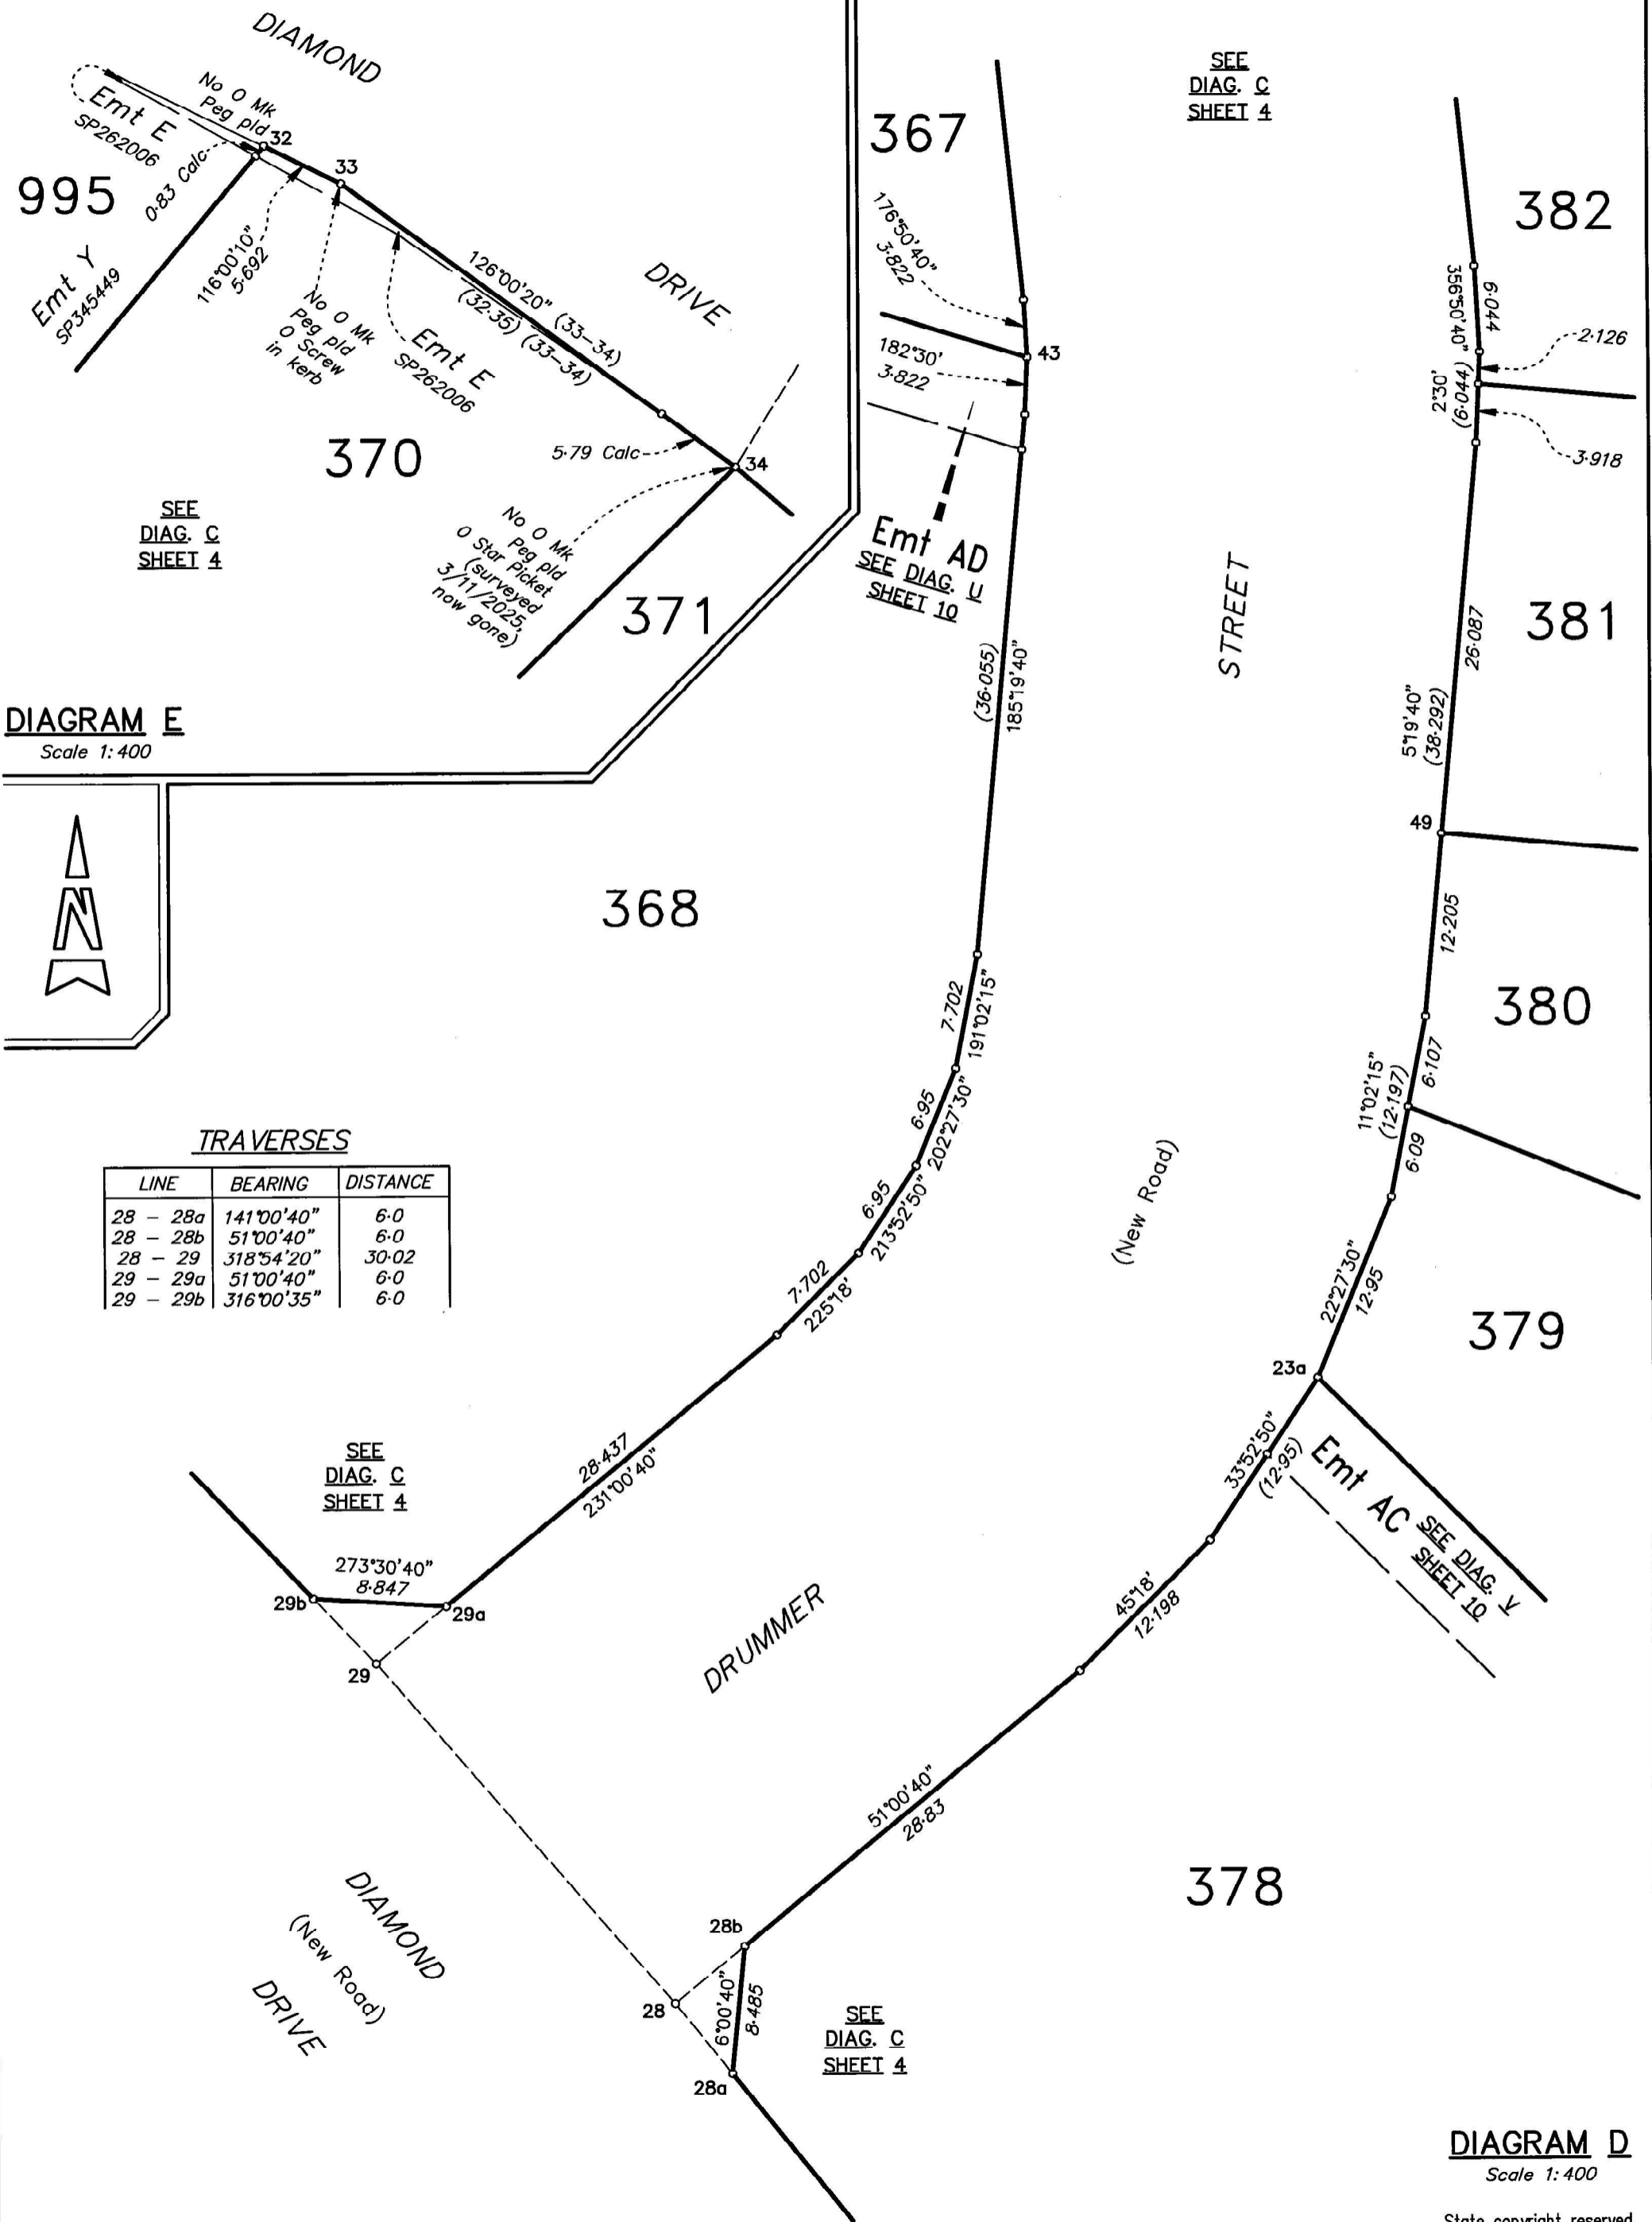 DIAMOND
No O Mk
Peg pld
Emt E
SP262006
32
33
0·83 Calc
995
116°00'10"
5·692
Emt Y
SP345449
No O Mk
Peg pld
O Screw
in kerb
126°00'20" (33-34)
(32·35) (33-34)
DRIVE
Emt E
SP262006
370
5·79 Calc
34
SEE
DIAG. C
SHEET 4
No O Mk
Peg pld
O Star Picket
(surveyed
3/11/2025,
now gone)
371
DIAGRAM E
Scale 1:400
N
367
SEE
DIAG. C
SHEET 4
382
176°50'40"
3·822
43
182°30'
3·822
6·044
356°50'40"
2·126
2°30'
(6·044)
3·918
Emt AD
SEE DIAG. U
SHEET 10
STREET
381
26·087
(36·055)
185°19'40"
5°19'40"
(38·292)
49
368
12·205
380
7·702
191°02'15"
6·107
11°02'15"
(12·197)
6·95
202°27'30"
6·09
TRAVERSES
LINE BEARING DISTANCE
28 - 28a 141°00'40" 6·0
28 - 28b 51°00'40" 6·0
28 - 29 318°54'20" 30·02
29 - 29a 51°00'40" 6·0
29 - 29b 316°00'35" 6·0
6·95
213°52'50"
(New Road)
7·702
225°18'
22°27'30"
12·95
379
23a
28·437
231°00'40"
SEE
DIAG. C
SHEET 4
33°52'50"
(12·95)
Emt AC
SEE DIAG. V
SHEET 10
273°30'40"
8·847
29b
29a
29
45°18'
12·198
DRUMMER
51°00'40"
28·83
378
DIAMOND
(New Road)
DRIVE
28b
28
6°00'40"
8·485
28a
SEE
DIAG. C
SHEET 4
DIAGRAM D
Scale 1:400
State copyright reserved